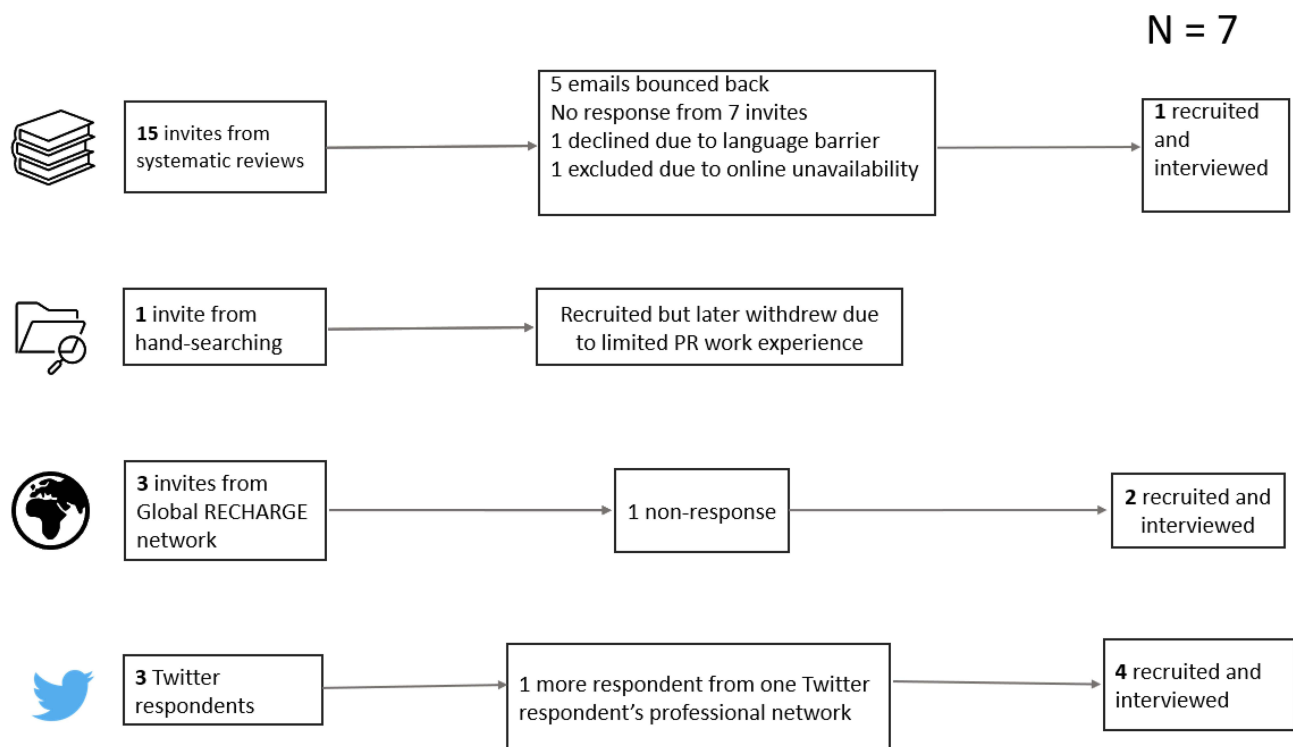 N = 7
15 invites from
systematic reviews
5 emails bounced back
No response from 7 invites
1 declined due to language barrier
1 excluded due to online unavailability
1 recruited
and
interviewed
1 invite from
hand-searching
Recruited but later withdrew due
to limited PR work experience
3 invites from
Global RECHARGE
network
1 non-response
2 recruited and
interviewed
3 Twitter
respondents
1 more respondent from one Twitter
respondent’s professional network
4 recruited and
interviewed